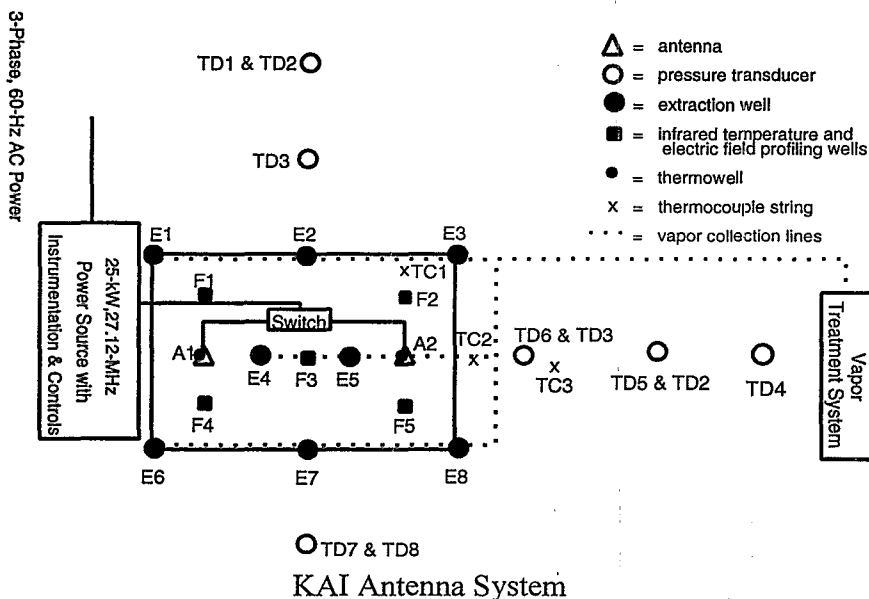 3-Phase, 60-Hz AC Power
TD1 & TD2
TD3
= antenna
= pressure transducer
= extraction well
= infrared temperature and
electric field profiling wells
= thermowell
x = thermocouple string
= vapor collection lines
25-kW,27.12-MHz
Power Source with
Instrumentation & Controls
E1
E2
E3
F1
TC1
F2
Switch
A1
E4
F3
E5
A2
TC2
TD6 & TD3
TC3
TD5 & TD2
TD4
Vapor
Treatment System
F4
F5
E6
E7
E8
TD7 & TD8
KAI Antenna System